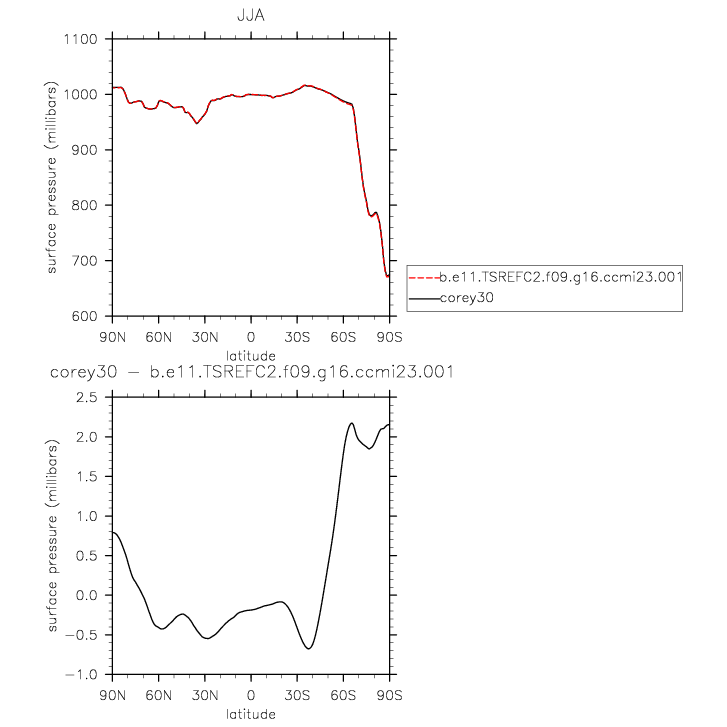 JJA
1100
1000
900
800
700
600
surface pressure (millibars)
90N 60N 30N 0 30S 60S 90S
latitude
b.e11.TSREFC2.f09.g16.ccmi23.001
corey30
corey30 − b.e11.TSREFC2.f09.g16.ccmi23.001
2.5
2.0
1.5
1.0
0.5
0.0
−0.5
−1.0
surface pressure (millibars)
90N 60N 30N 0 30S 60S 90S
latitude